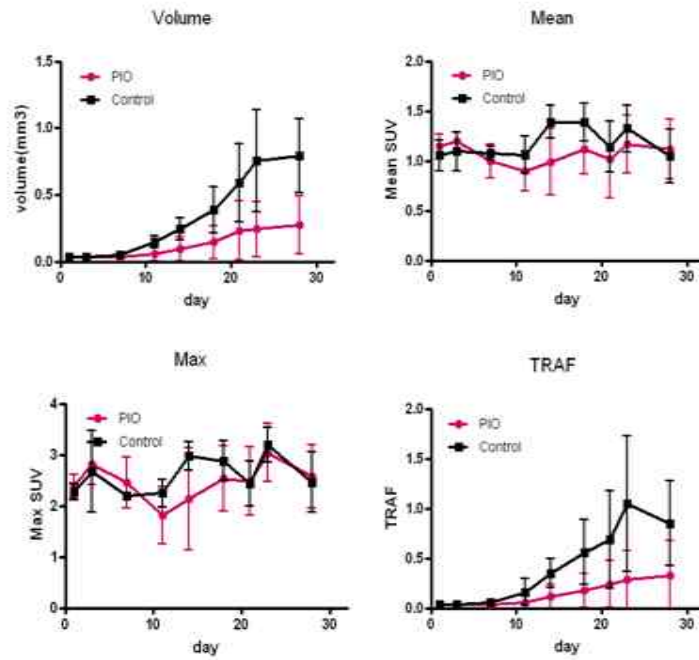 Volume
Mean
1.5
1.0
0.5
0.0
volume(mm3)
PIO
Control
0
10
20
30
day
2.0
1.5
1.0
0.5
0.0
Mean SUV
PIO
Control
0
10
20
30
day
Max
TRAF
4
3
2
1
0
Max SUV
PIO
Control
0
10
20
30
day
2.0
1.5
1.0
0.5
0.0
TRAF
PIO
Control
0
10
20
30
day